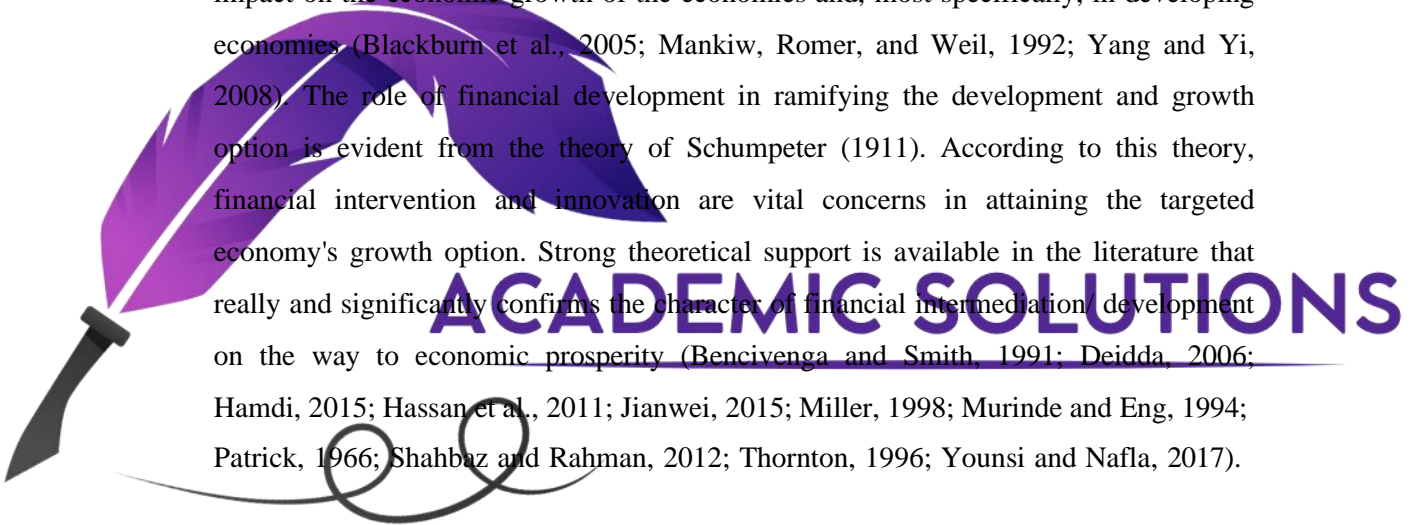 impact on the economic growth of the economies and, most specifically, in developing
economies (Blackburn et al., 2005; Mankiw, Romer, and Weil, 1992; Yang and Yi,
2008). The role of financial development in ramifying the development and growth
option is evident from the theory of Schumpeter (1911). According to this theory,
financial intervention and innovation are vital concerns in attaining the targeted
economy's growth option. Strong theoretical support is available in the literature that
really and significantly confirms the character of financial intermediation/ development
ACADEMIC SOLUTIONS
on the way to economic prosperity (Bencivenga and Smith, 1991; Deidda, 2006;
Hamdi, 2015; Hassan et al., 2011; Jianwei, 2015; Miller, 1998; Murinde and Eng, 1994;
Patrick, 1966; Shahbaz and Rahman, 2012; Thornton, 1996; Younsi and Nafla, 2017).